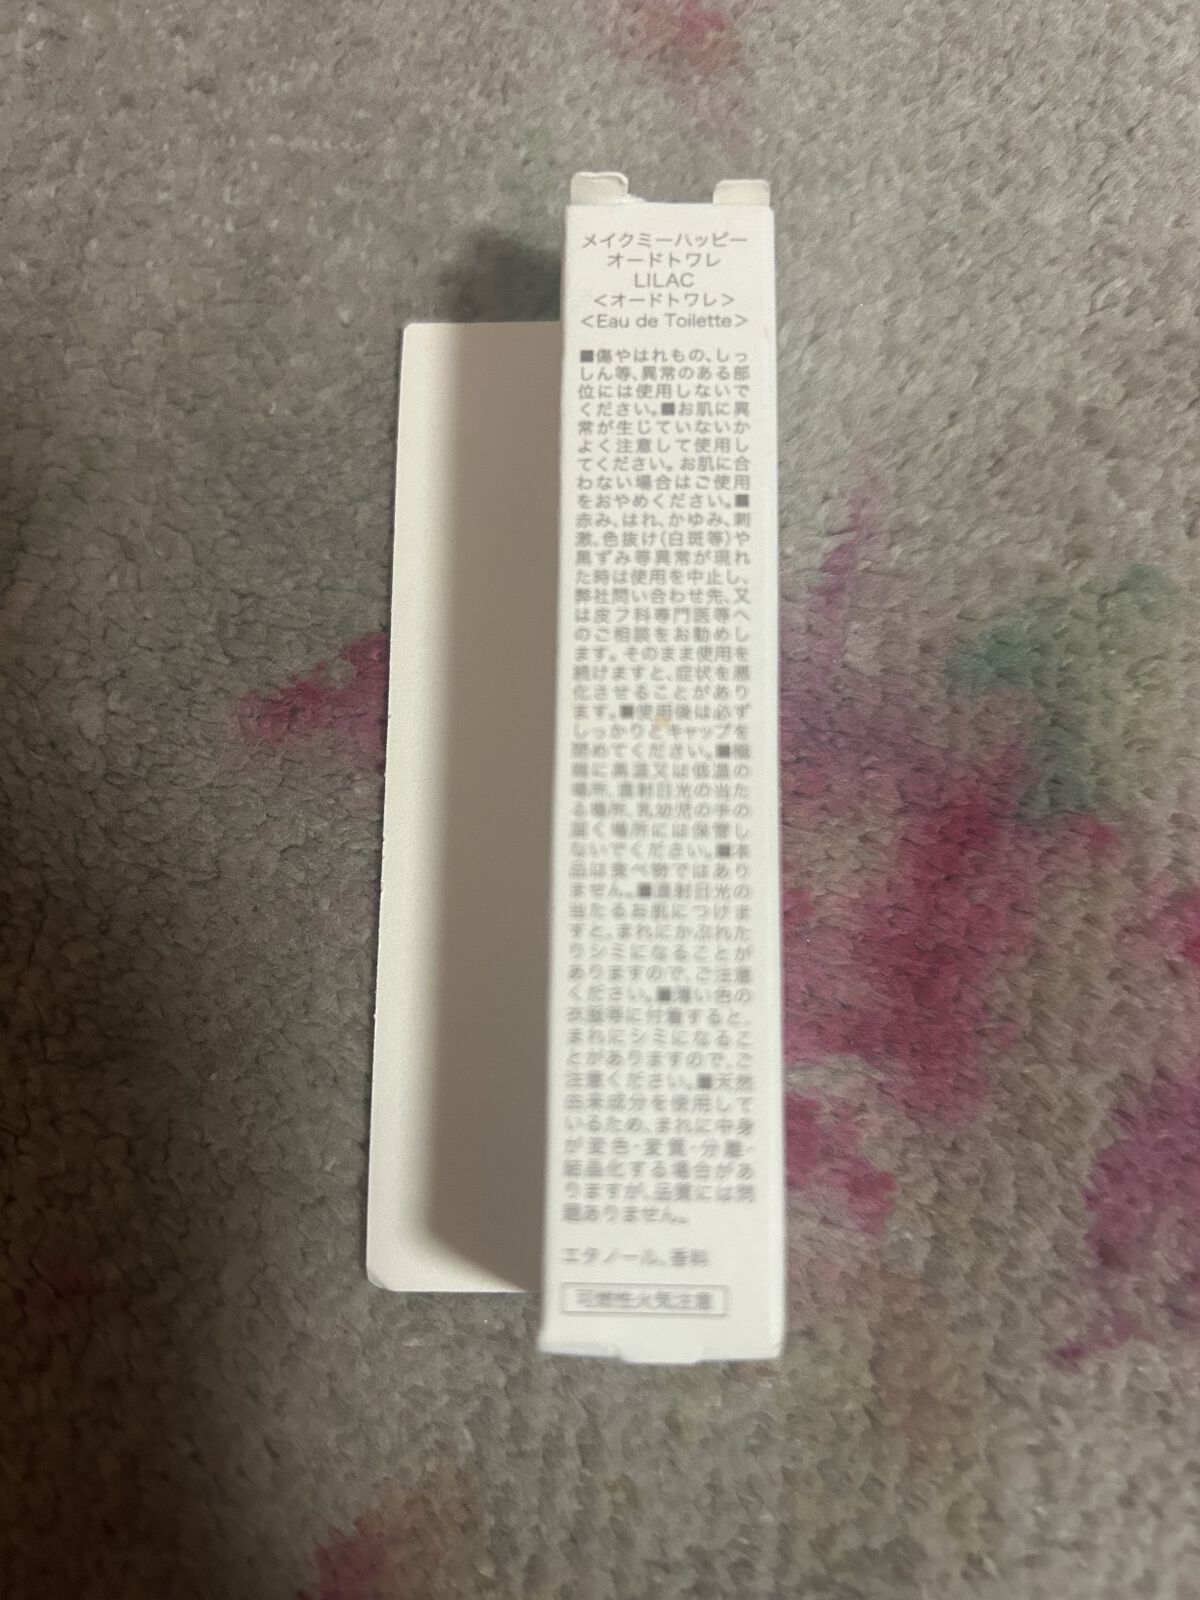 メイクミーハッピー
オードトワレ
LILAC
＜オードトワレ＞
＜Eau de Toilette＞
■傷やはれもの、しっ
しん等、異常のある部
位には使用しないで
ください。■お肌に異
常が生じていないか
よく注意して使用し
てください。お肌に合
わない場合はご使用
をおやめください。■
赤み、はれ、かゆみ、刺
激、色抜け(白斑等)や
黒ずみ等異常が現れ
た時は使用を中止し、
弊社問い合わせ先、又
は皮フ科専門医等へ
のご相談をお勧めし
ます。そのまま使用を
続けますと、症状を悪
化させることがあり
ます。■使用後は必ず
しっかりとキャップを
閉めてください。■極
端に高温又は低温の
場所、直射日光の当た
る場所、乳幼児の手の
届く場所には保管し
ないでください。■本
品は食べ物ではあり
ません。■直射日光の
当たるお肌につけま
すと、まれにかぶれた
りシミになることが
ありますので、ご注意
ください。■薄い色の
衣服等に付着すると、
まれにシミになるこ
とがありますので、ご
注意ください。■天然
由来成分を使用して
いるため、まれに中身
が変色・変質・分離・
結晶化する場合があ
りますが、品質には問
題ありません。
エタノール、香料
可燃性火気注意